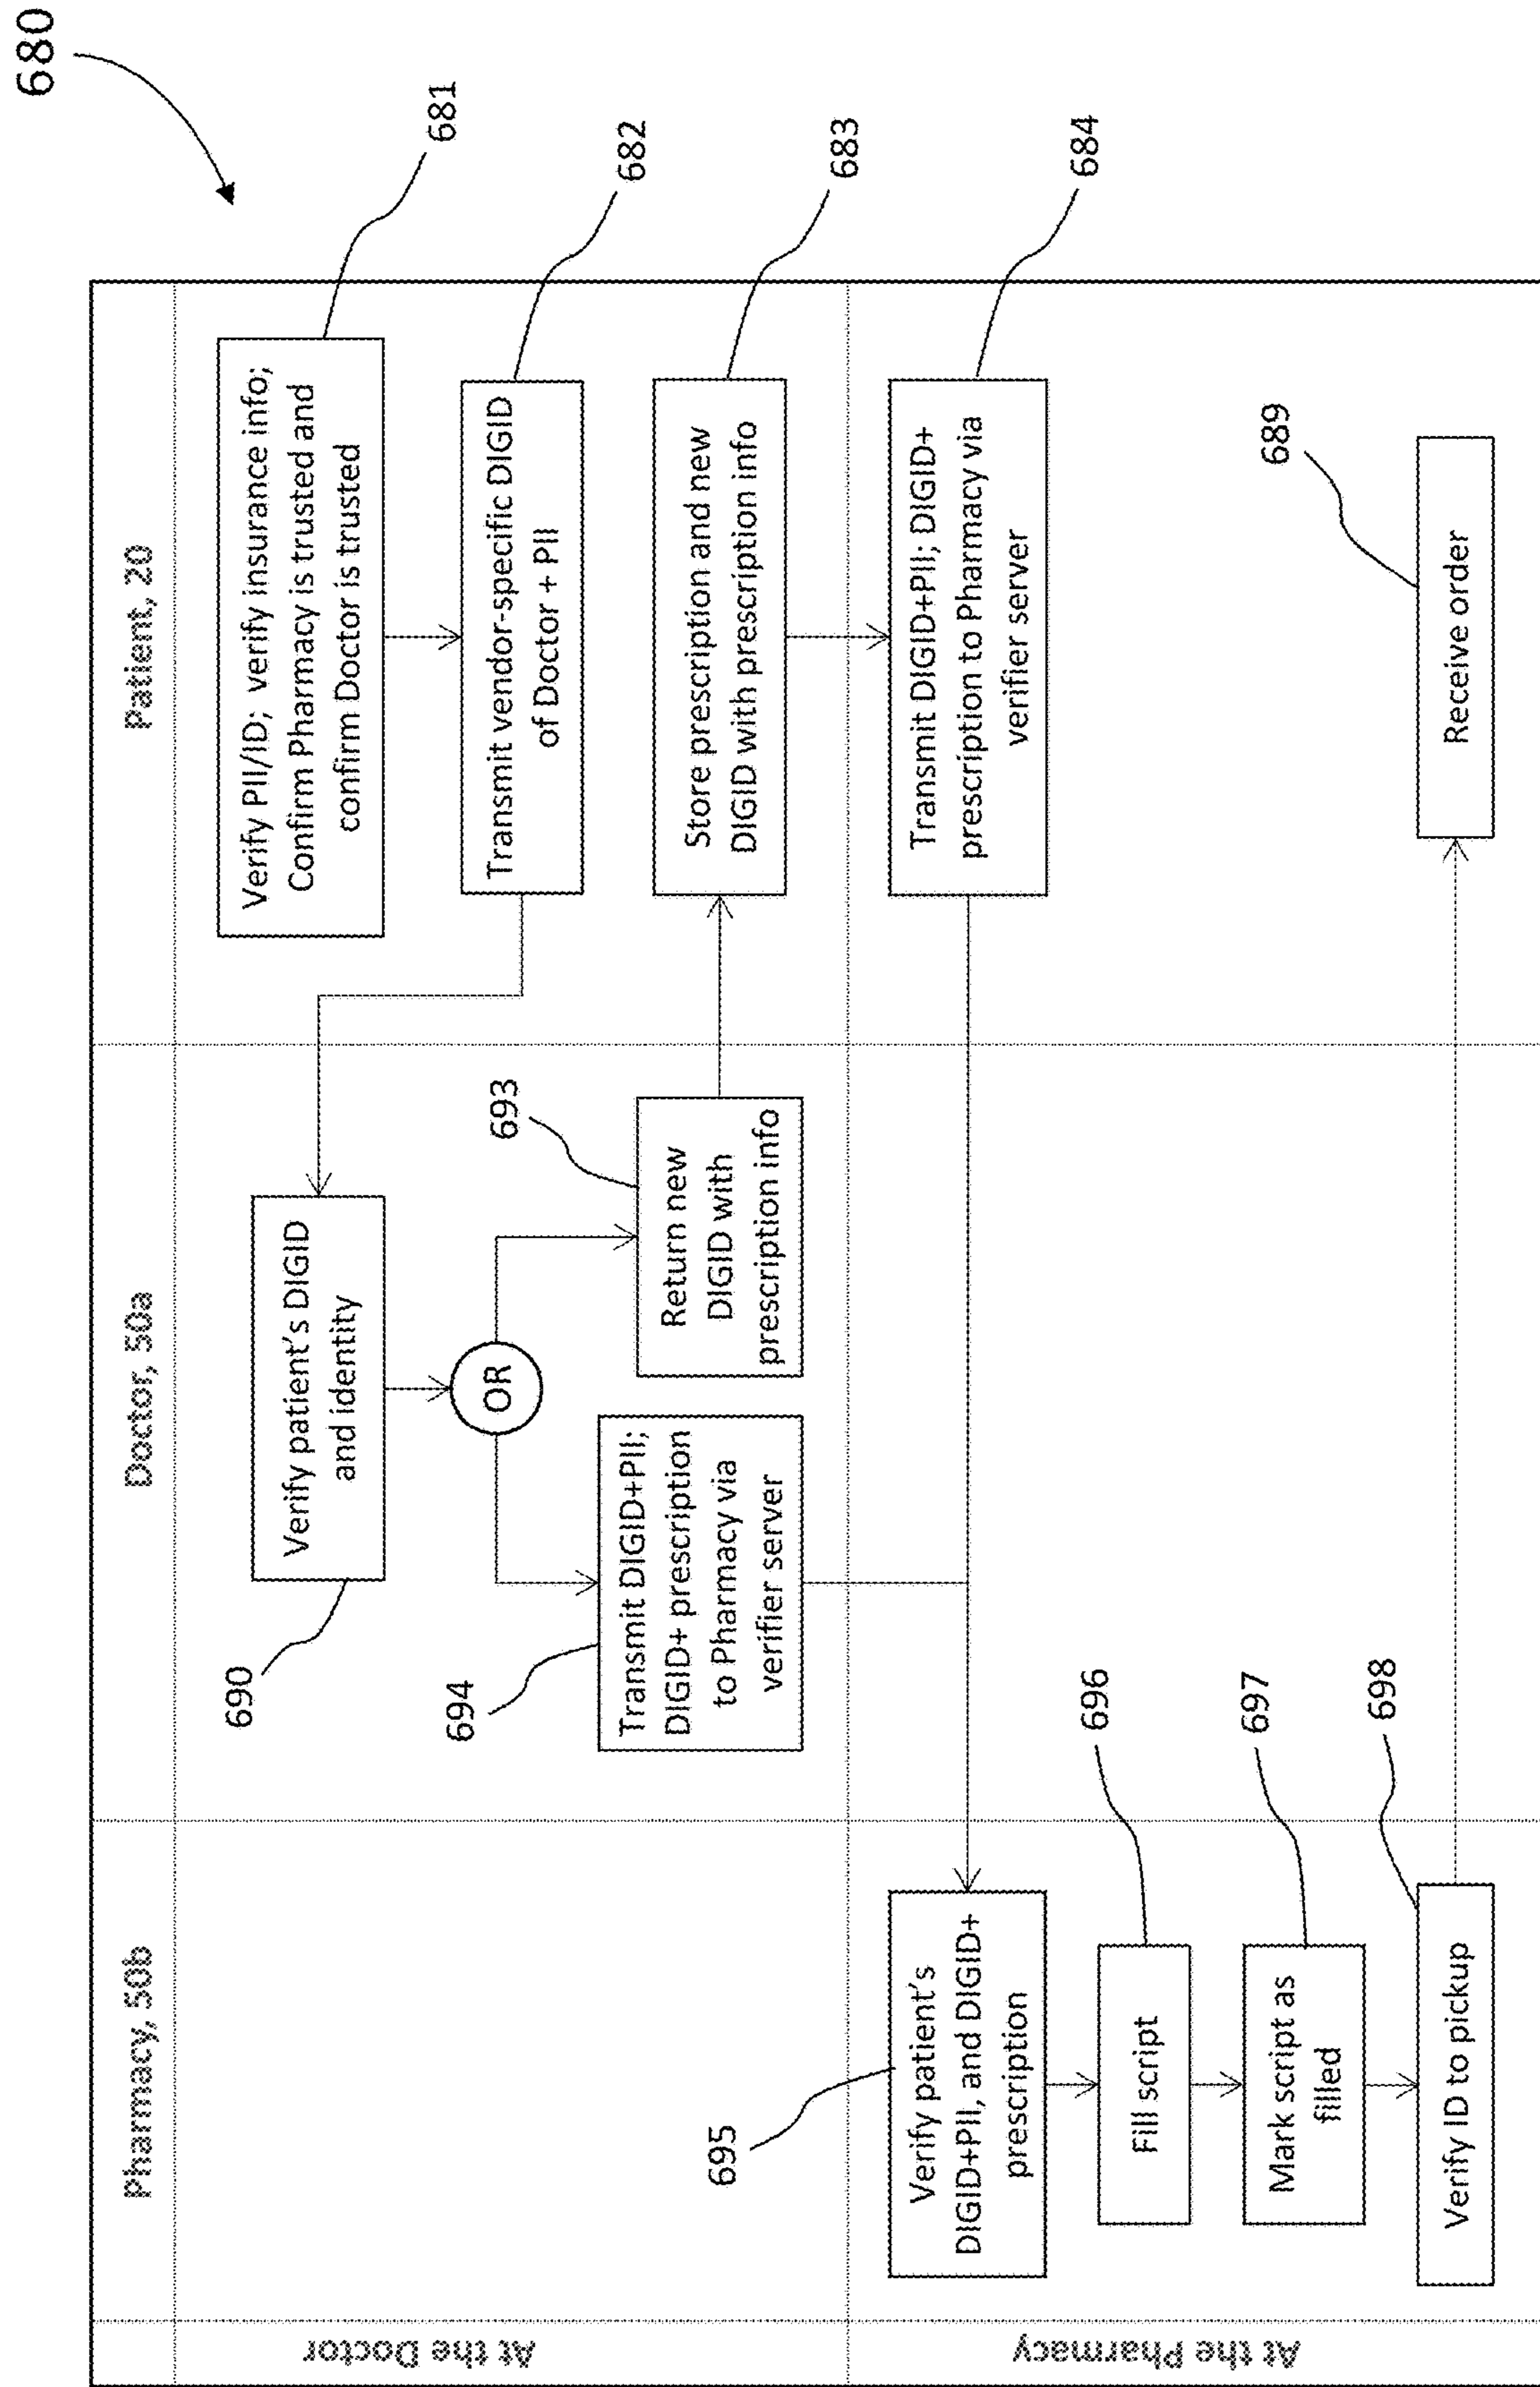 680
Pharmacy, 50b
Doctor, 50a
Patient, 20
At the Doctor
Verify PII/ID; verify insurance info;
Confirm Pharmacy is trusted and
confirm Doctor is trusted
681
Transmit vendor-specific DIGID
of Doctor + PII
682
690
Verify patient's DIGID
and identity
OR
694
Transmit DIGID+PII;
DIGID+ prescription
to Pharmacy via
verifier server
693
Return new
DIGID with
prescription info
Store prescription and new
DIGID with prescription info
683
At the Pharmacy
Transmit DIGID+PII; DIGID+
prescription to Pharmacy via
verifier server
684
695
Verify patient's
DIGID+PII, and DIGID+
prescription
Fill script
696
Mark script as
filled
697
Verify ID to pickup
698
Receive order
689